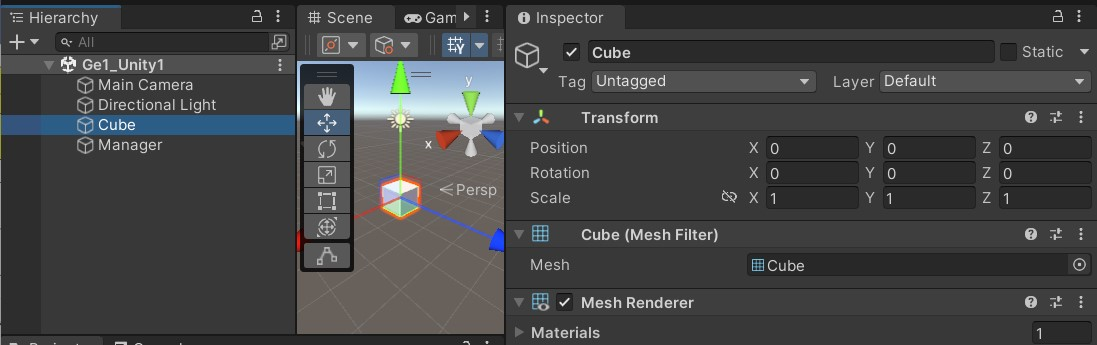 Hierarchy
All
Ge1_Unity1
Main Camera
Directional Light
Cube
Manager
Scene
Gam
y
x
Persp
Inspector
Cube
Static
Tag Untagged Layer Default
Transform
Position X 0 Y 0 Z 0
Rotation X 0 Y 0 Z 0
Scale X 1 Y 1 Z 1
Cube (Mesh Filter)
Mesh Cube
Mesh Renderer
Materials 1